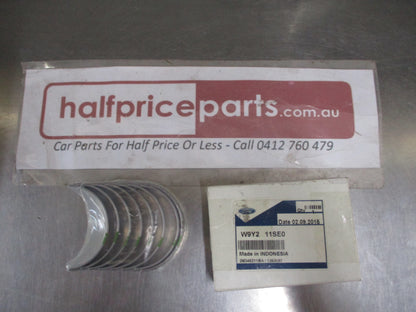 halfpriceparts.com.au
Car Parts For Half Price Or Less - Call 0412 760 479
Date 02.09.2015
W9Y2 11SE0
Made in INDONESIA